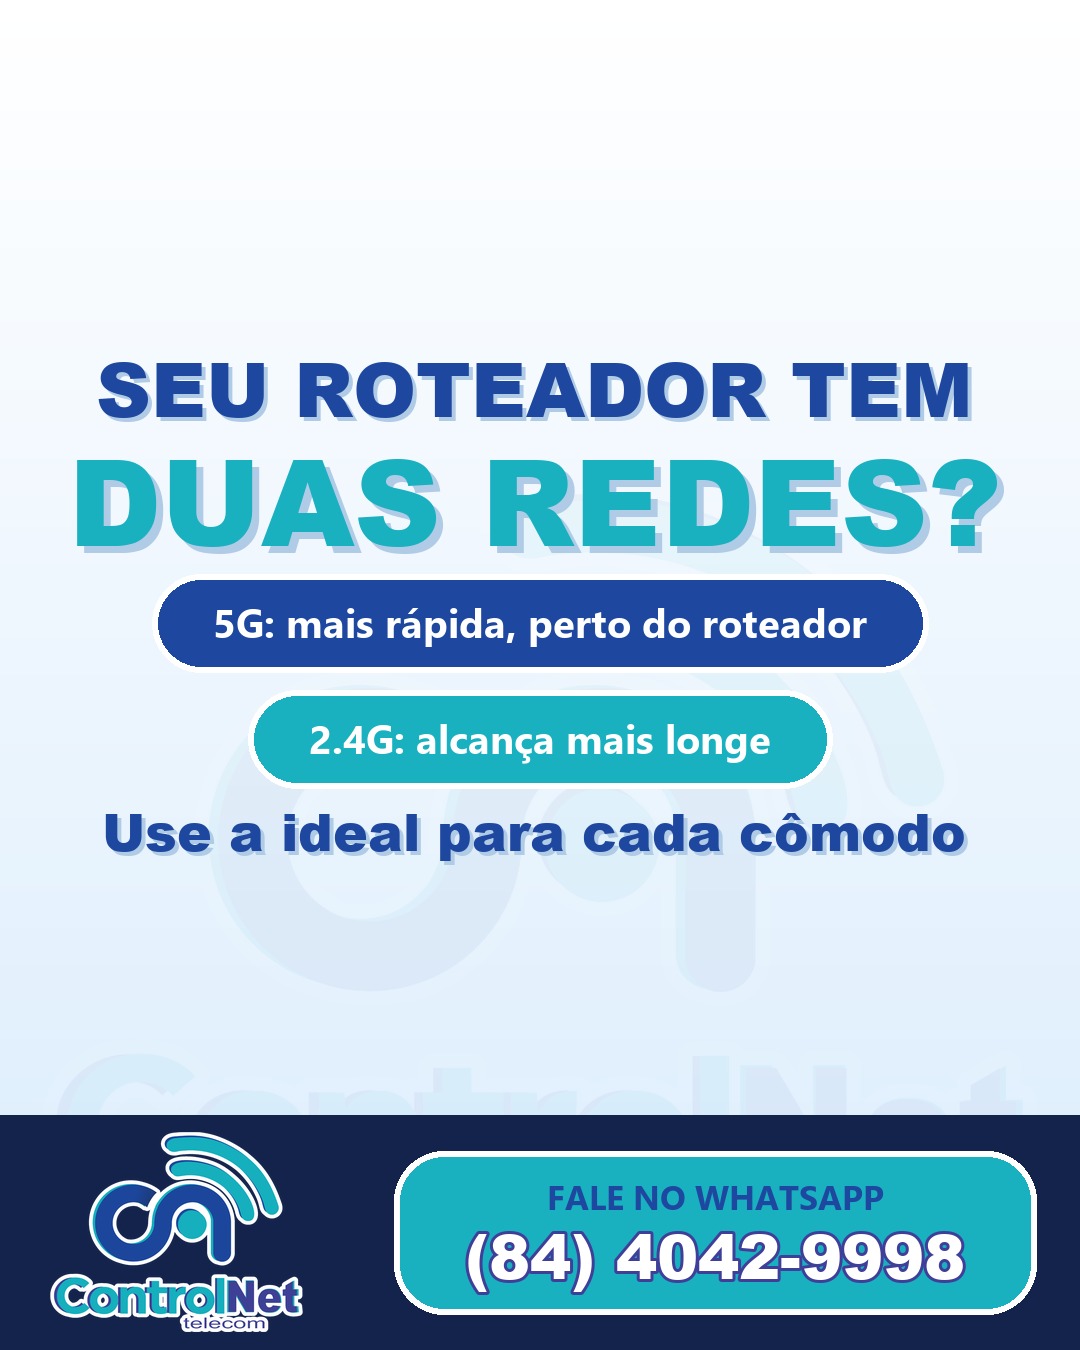 SEU ROTEADOR TEM
DUAS REDES?
5G: mais rápida, perto do roteador
2.4G: alcança mais longe
Use a ideal para cada cômodo
ControlNet
ControlNet
telecom
FALE NO WHATSAPP
(84) 4042-9998